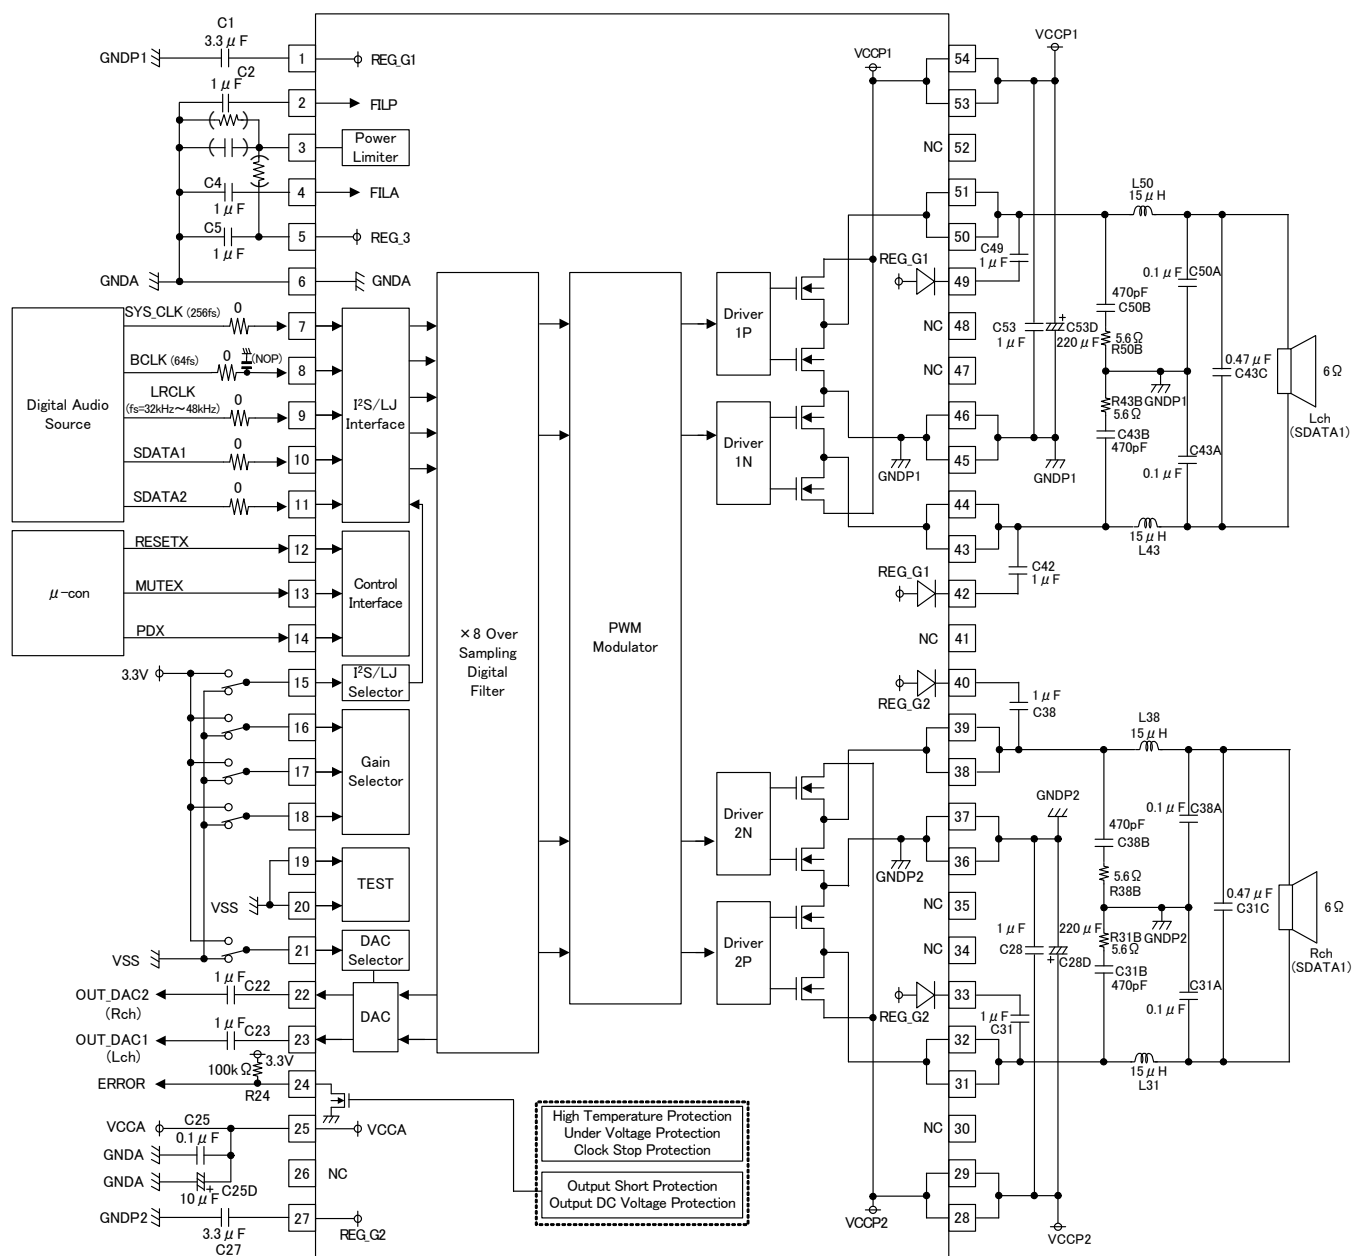 C1
3.3μF
GNDP1
1
REG_G1
C2
1μF
2
FILP
3
Power
Limiter
C4
1μF
4
FILA
C5
1μF
5
REG_3
GNDA
6
GNDA
Digital Audio
Source
SYS_CLK (256fs)
0
7
BCLK (64fs)
0
(NOP)
8
LRCLK
(fs=32kHz~48kHz)
0
9
SDATA1
0
10
SDATA2
0
11
I²S/LJ
Interface
μ-con
RESETX
12
MUTEX
13
PDX
14
Control
Interface
3.3V
15
I²S/LJ
Selector
16
17
18
Gain
Selector
19
20
VSS
TEST
VSS
21
DAC
Selector
OUT_DAC2
(Rch)
1μF
C22
22
OUT_DAC1
(Lch)
1μF
C23
23
DAC
ERROR
100kΩ
3.3V
R24
24
VCCA
C25
0.1μF
25
VCCA
GNDA
GNDA
10μF
+
C25D
26
NC
GNDP2
3.3μF
C27
27
REG_G2
×8 Over
Sampling
Digital
Filter
PWM
Modulator
Driver
1P
Driver
1N
Driver
2N
Driver
2P
High Temperature Protection
Under Voltage Protection
Clock Stop Protection
Output Short Protection
Output DC Voltage Protection
VCCP1
VCCP1
54
53
NC
52
51
50
REG_G1
49
C49
1μF
NC
48
NC
47
46
45
GNDP1
GNDP1
C53
1μF
+
C53D
220μF
44
43
REG_G1
42
C42
1μF
NC
41
L50
15μH
470pF
C50B
5.6Ω
R50B
R43B
5.6Ω
C43B
470pF
0.1μF
C50A
GNDP1
C43A
0.1μF
0.47μF
C43C
6Ω
Lch
(SDATA1)
15μH
L43
REG_G2
40
1μF
C38
39
38
37
36
GNDP2
GNDP2
NC
35
NC
34
1μF
C28
220μF
+
C28D
REG_G2
33
1μF
C31
32
31
NC
30
29
28
VCCP2
VCCP2
L38
15μH
470pF
C38B
5.6Ω
R38B
R31B
5.6Ω
C31B
470pF
0.1μF
C38A
GNDP2
C31A
0.1μF
0.47μF
C31C
6Ω
Rch
(SDATA1)
15μH
L31